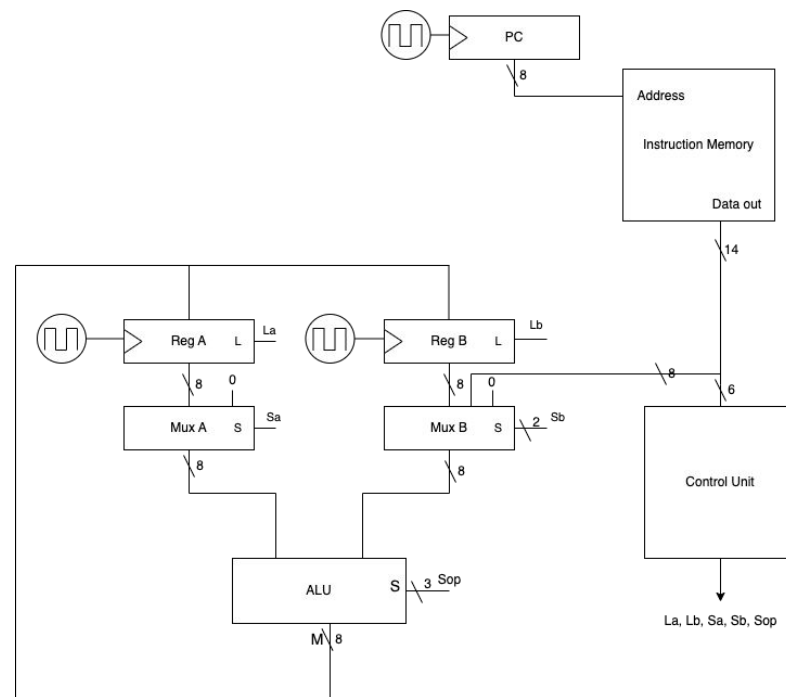 PC
8
Address
Instruction Memory
Data out
14
Reg A L La
Reg B L Lb
8 0
8 0
8
6
Mux A S Sa
Mux B S 2 Sb
8
8
Control Unit
ALU S 3 Sop
M 8
La, Lb, Sa, Sb, Sop